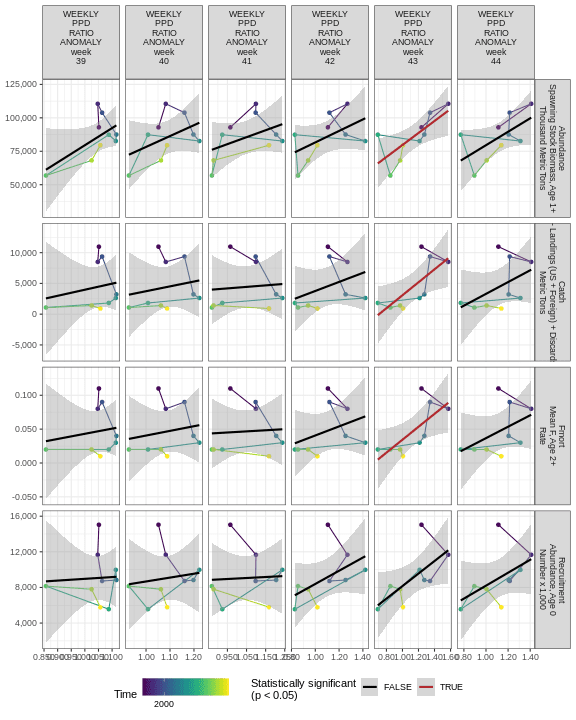 WEEKLY
PPD
RATIO
ANOMALY
week
39
WEEKLY
PPD
RATIO
ANOMALY
week
40
WEEKLY
PPD
RATIO
ANOMALY
week
41
WEEKLY
PPD
RATIO
ANOMALY
week
42
WEEKLY
PPD
RATIO
ANOMALY
week
43
WEEKLY
PPD
RATIO
ANOMALY
week
44
125,000
100,000
75,000
50,000
Abundance
Spawning Stock Biomass, Age 1+
Thousand Metric Tons
10,000
5,000
0
-5,000
Catch
- Landings (US + Foreign) + Discard
Metric Tons
0.100
0.050
0.000
-0.050
Fmort
Mean F, Age 2+
Rate
16,000
12,000
8,000
4,000
Recruitment
Abundance, Age 0
Number x 1,000
1.00 1.10 1.20
1.00 1.20 1.40
0.80 1.00 1.20 1.40
0.80 1.00 1.20 1.40
Time
2000
Statistically significant
(p < 0.05)
FALSE
TRUE